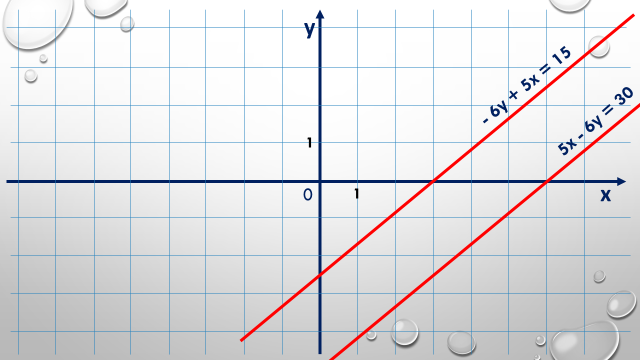 y
- 6y + 5x = 15
5x - 6y = 30
1
0
1
x